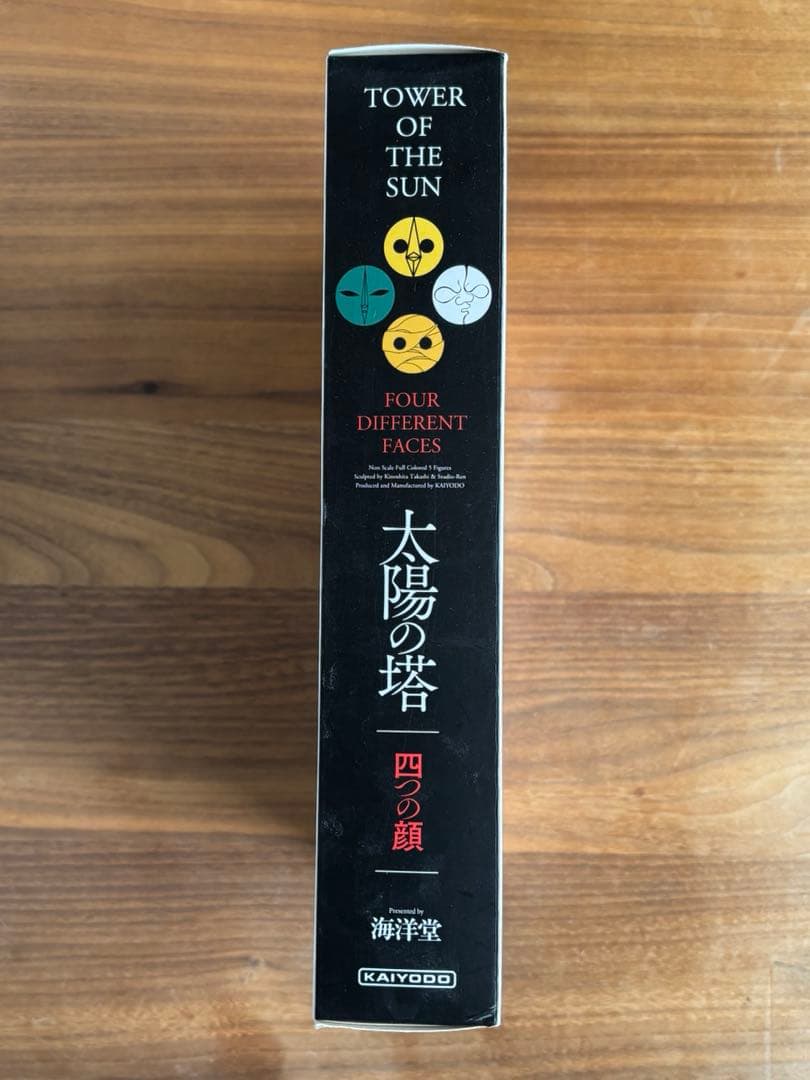 TOWER
OF
THE
SUN
FOUR
DIFFERENT
FACES
Non Scale Full Colored 5 Figures
Sculpted by Kinoshita Takashi & Studio-Ren
Produced and Manufactured by KAIYODO
太陽の塔
四つの顔
Presented by
海洋堂
KAIYODO